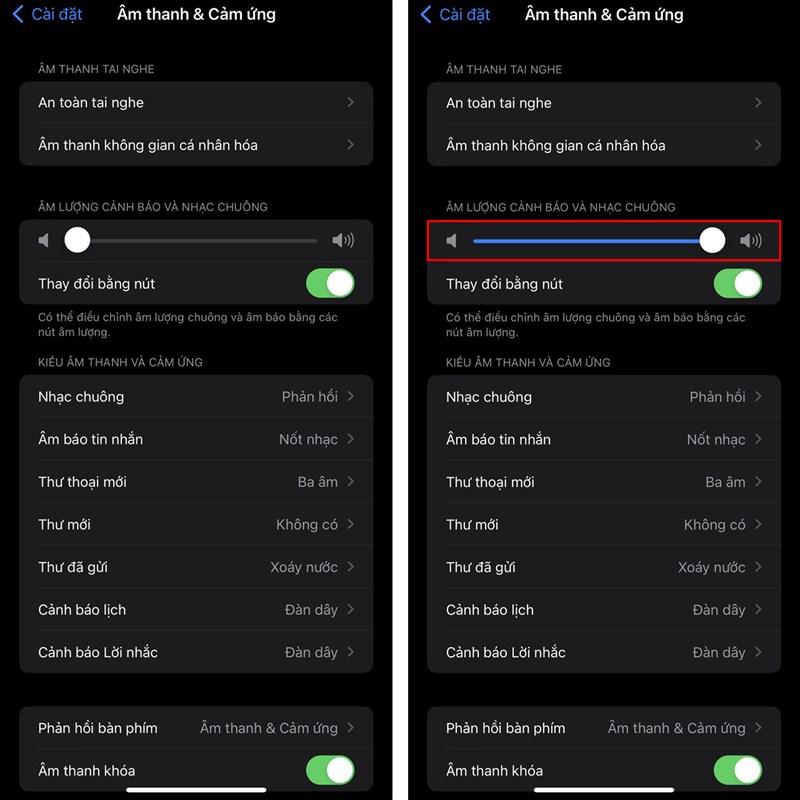 Cài đặt
Âm thanh & Cảm ứng
ÂM THANH TAI NGHE
An toàn tai nghe
Âm thanh không gian cá nhân hóa
ÂM LƯỢNG CẢNH BÁO VÀ NHẠC CHUÔNG
Thay đổi bằng nút
Có thể điều chỉnh âm lượng chuông và âm báo bằng các
nút âm lượng.
KIỂU ÂM THANH VÀ CẢM ỨNG
Nhạc chuông Phản hồi
Âm báo tin nhắn Nốt nhạc
Thư thoại mới Ba âm
Thư mới Không có
Thư đã gửi Xoáy nước
Cảnh báo lịch Đàn dây
Cảnh báo Lời nhắc Đàn dây
Phản hồi bàn phím Âm thanh & Cảm ứng
Âm thanh khóa
Cài đặt
Âm thanh & Cảm ứng
ÂM THANH TAI NGHE
An toàn tai nghe
Âm thanh không gian cá nhân hóa
ÂM LƯỢNG CẢNH BÁO VÀ NHẠC CHUÔNG
Thay đổi bằng nút
Có thể điều chỉnh âm lượng chuông và âm báo bằng các
nút âm lượng.
KIỂU ÂM THANH VÀ CẢM ỨNG
Nhạc chuông Phản hồi
Âm báo tin nhắn Nốt nhạc
Thư thoại mới Ba âm
Thư mới Không có
Thư đã gửi Xoáy nước
Cảnh báo lịch Đàn dây
Cảnh báo Lời nhắc Đàn dây
Phản hồi bàn phím Âm thanh & Cảm ứng
Âm thanh khóa